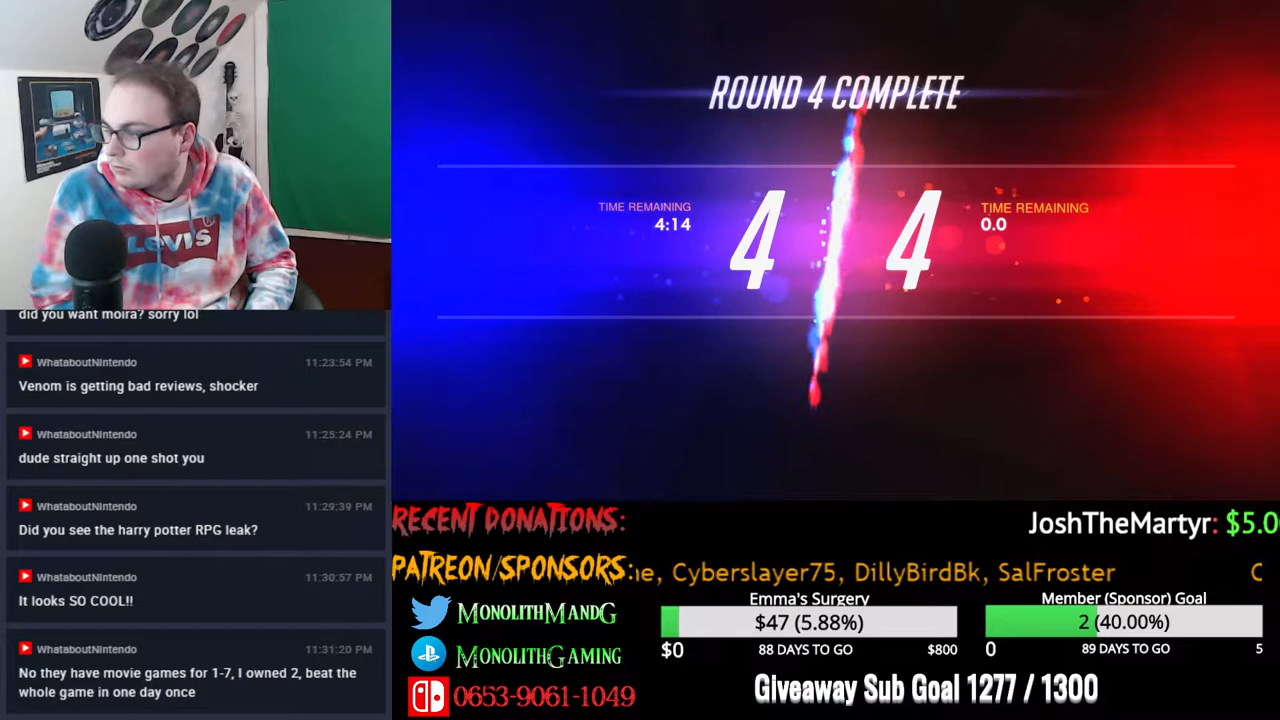 LEVI'S
®
did you want moira? sorry lol
WhataboutNintendo 11:23:54 PM
Venom is getting bad reviews, shocker
WhataboutNintendo 11:25:24 PM
dude straight up one shot you
WhataboutNintendo 11:29:39 PM
Did you see the harry potter RPG leak?
WhataboutNintendo 11:30:57 PM
It looks SO COOL!!
WhataboutNintendo 11:31:20 PM
No they have movie games for 1-7, I owned 2, beat the
whole game in one day once
ROUND 4 COMPLETE
TIME REMAINING
4:14
4 4
TIME REMAINING
0.0
RECENT DONATIONS: JoshTheMartyr: $5.0
PATREON/SPONSORS: ne, Cyberslayer75, DillyBirdBk, SalFroster C
MONOLITHMANDG
MONOLITHGAMING
0653-9061-1049
Emma's Surgery
$47 (5.88%)
$0 88 DAYS TO GO $800
Member (Sponsor) Goal
2 (40.00%)
0 89 DAYS TO GO 5
Giveaway Sub Goal 1277 / 1300